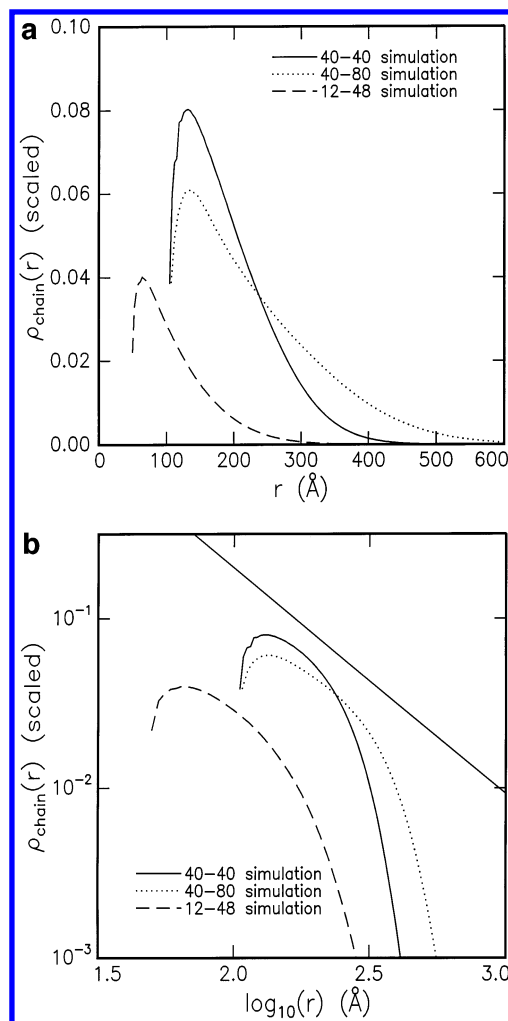 a
0.10
40–40 simulation
40–80 simulation
12–48 simulation
0.08
0.06
0.04
0.02
0.00
ρchain(r) (scaled)
0 100 200 300 400 500 600
r (Å)
b
10⁻¹
10⁻²
10⁻³
ρchain(r) (scaled)
40–40 simulation
40–80 simulation
12–48 simulation
1.5 2.0 2.5 3.0
log₁₀(r) (Å)